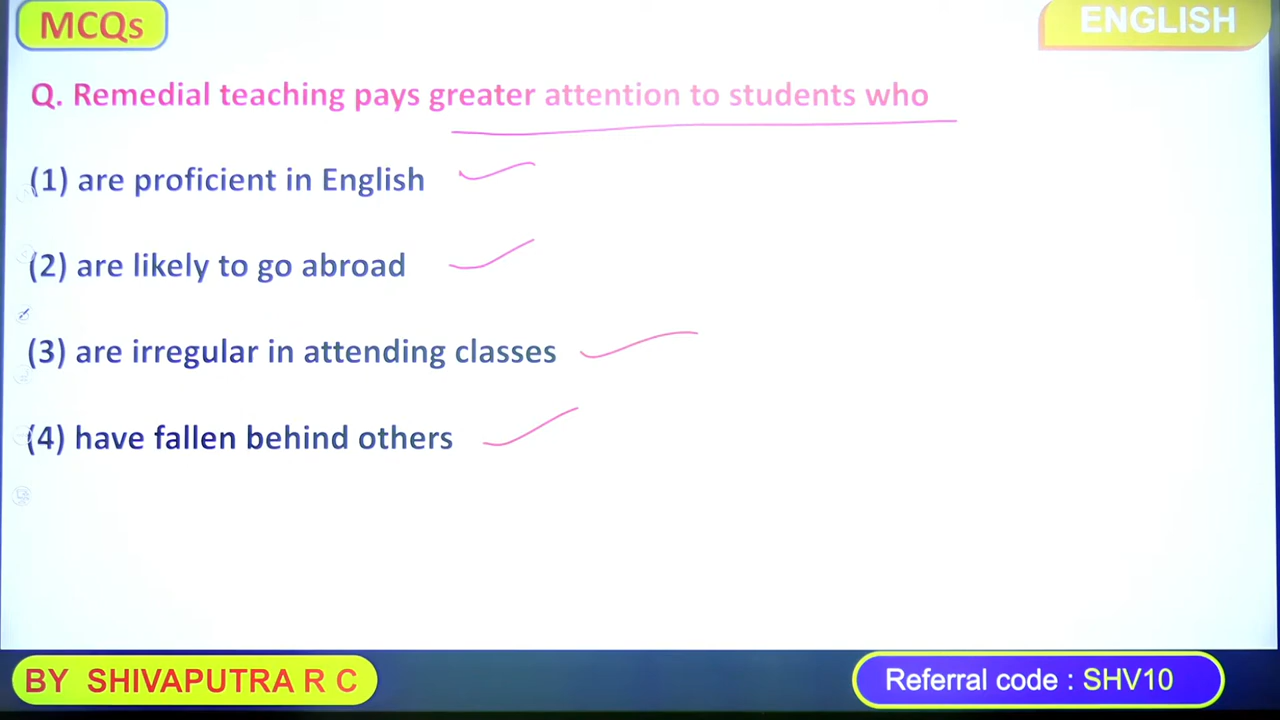 MCQs
ENGLISH
Q. Remedial teaching pays greater attention to students who
(1) are proficient in English
(2) are likely to go abroad
(3) are irregular in attending classes
(4) have fallen behind others
BY SHIVAPUTRA R C
Referral code : SHV10